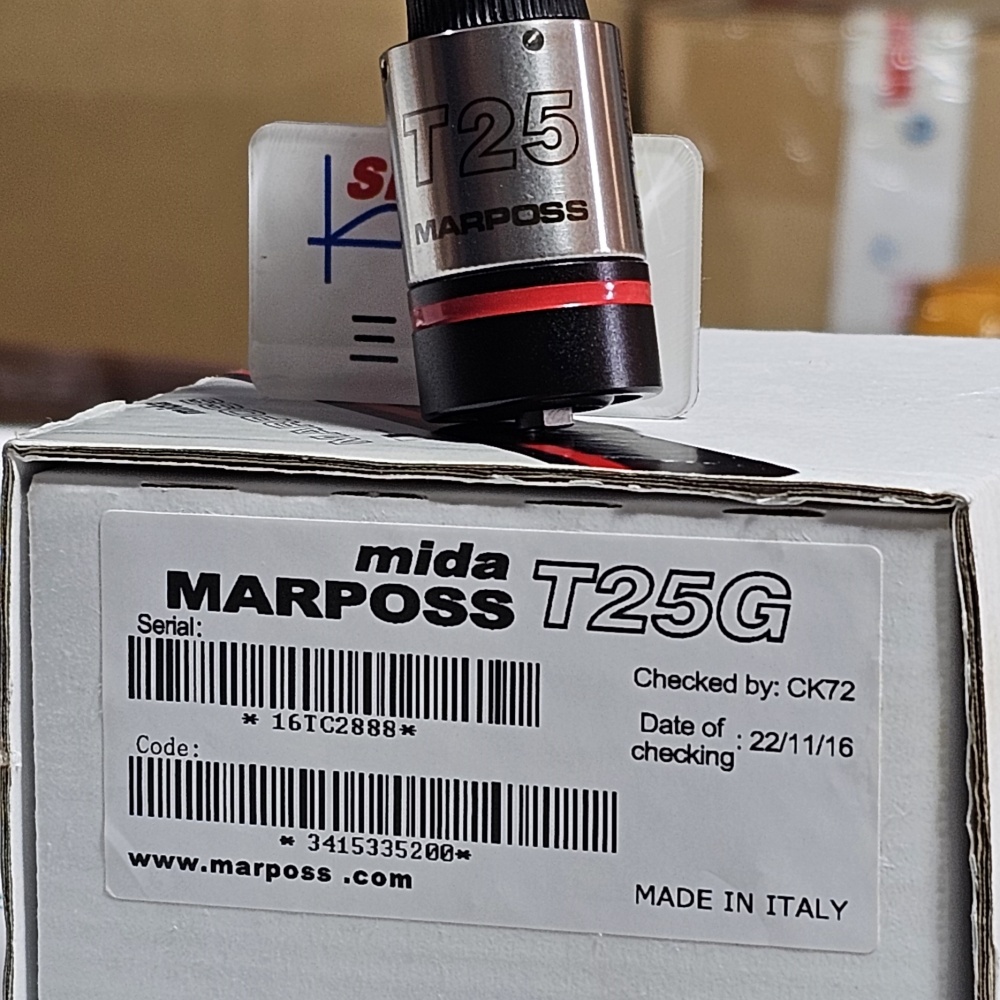 T25
MARPOSS
mida
MARPOSS T25G
Serial:
* 16TC2888*
Code:
* 3415335200*
www.marposs .com
Checked by: CK72
Date of checking : 22/11/16
MADE IN ITALY